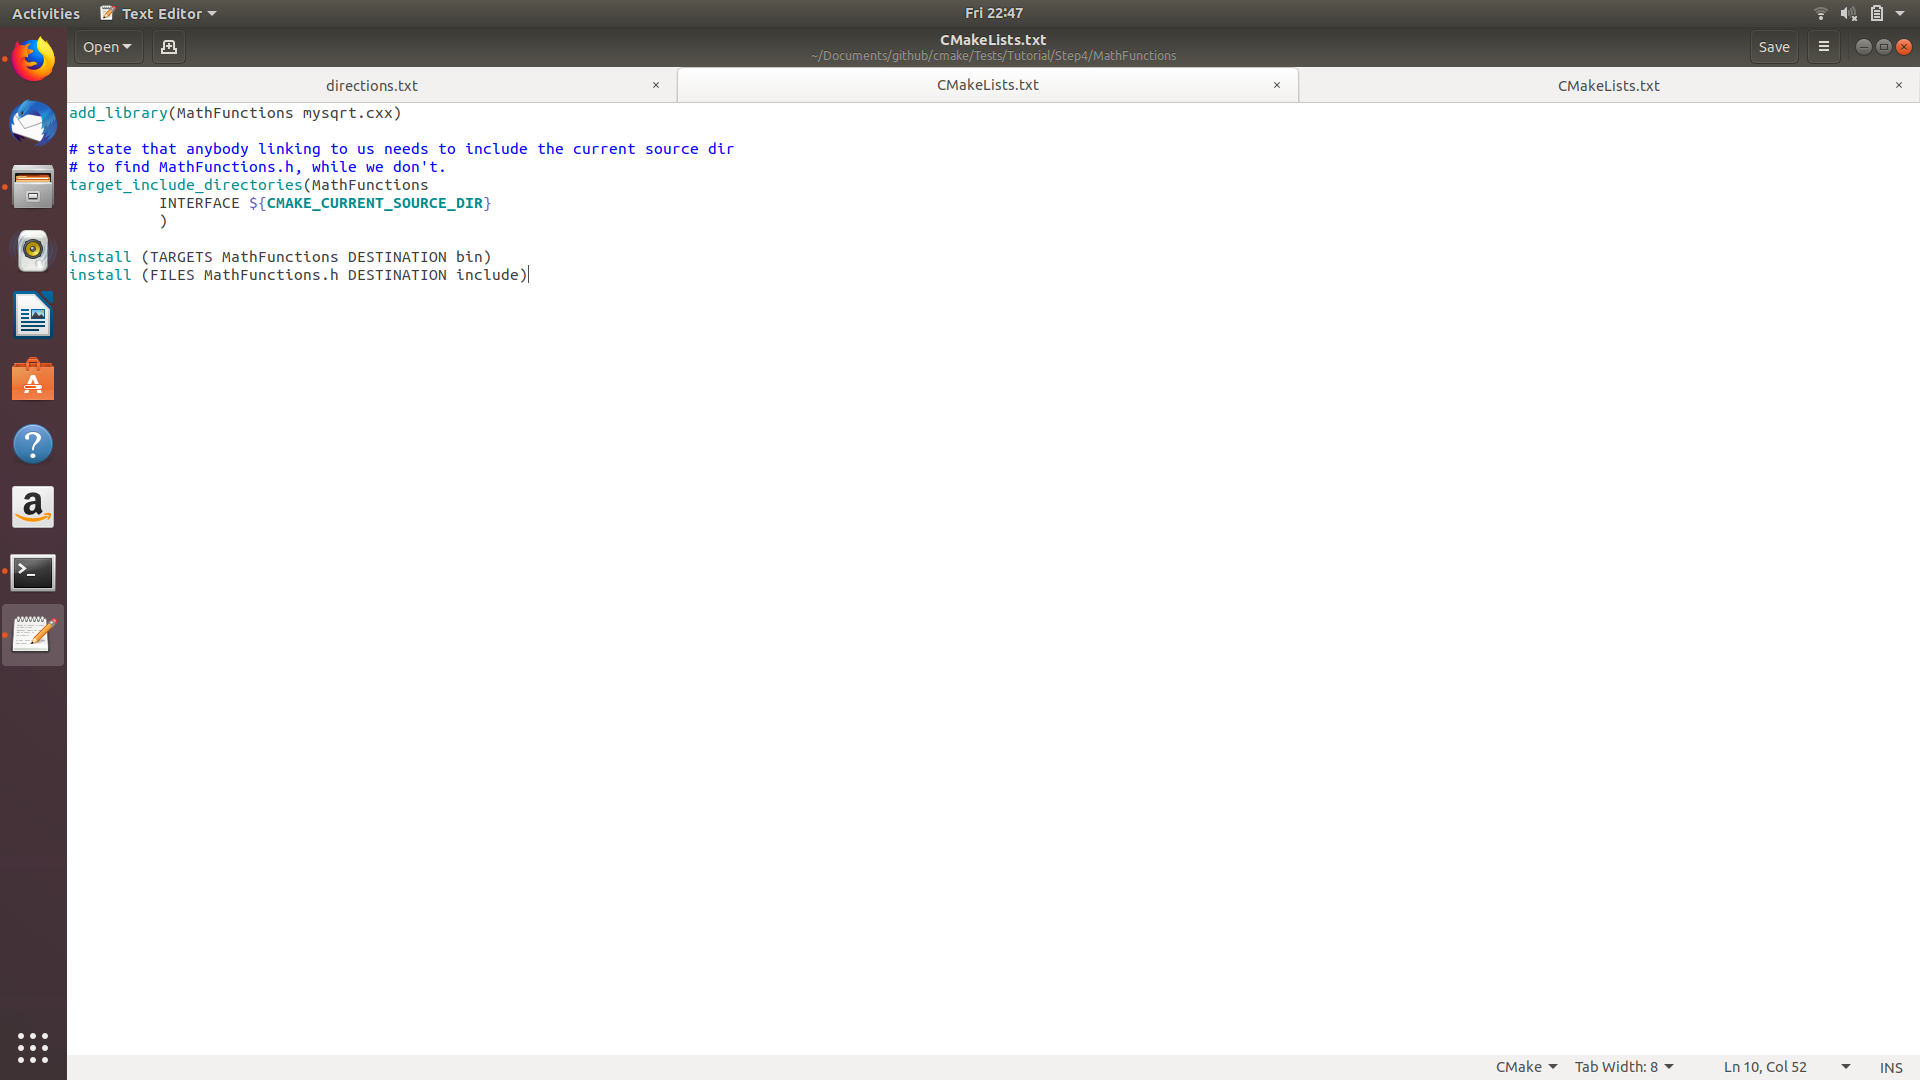 Activities Text Editor Fri 22:47
Open CMakeLists.txt Save
~/Documents/github/cmake/Tests/Tutorial/Step4/MathFunctions
directions.txt × CMakeLists.txt × CMakeLists.txt ×
add_library(MathFunctions mysqrt.cxx)
# state that anybody linking to us needs to include the current source dir
# to find MathFunctions.h, while we don't.
target_include_directories(MathFunctions
INTERFACE ${CMAKE_CURRENT_SOURCE_DIR}
)
install (TARGETS MathFunctions DESTINATION bin)
install (FILES MathFunctions.h DESTINATION include)
CMake Tab Width: 8 Ln 10, Col 52 INS